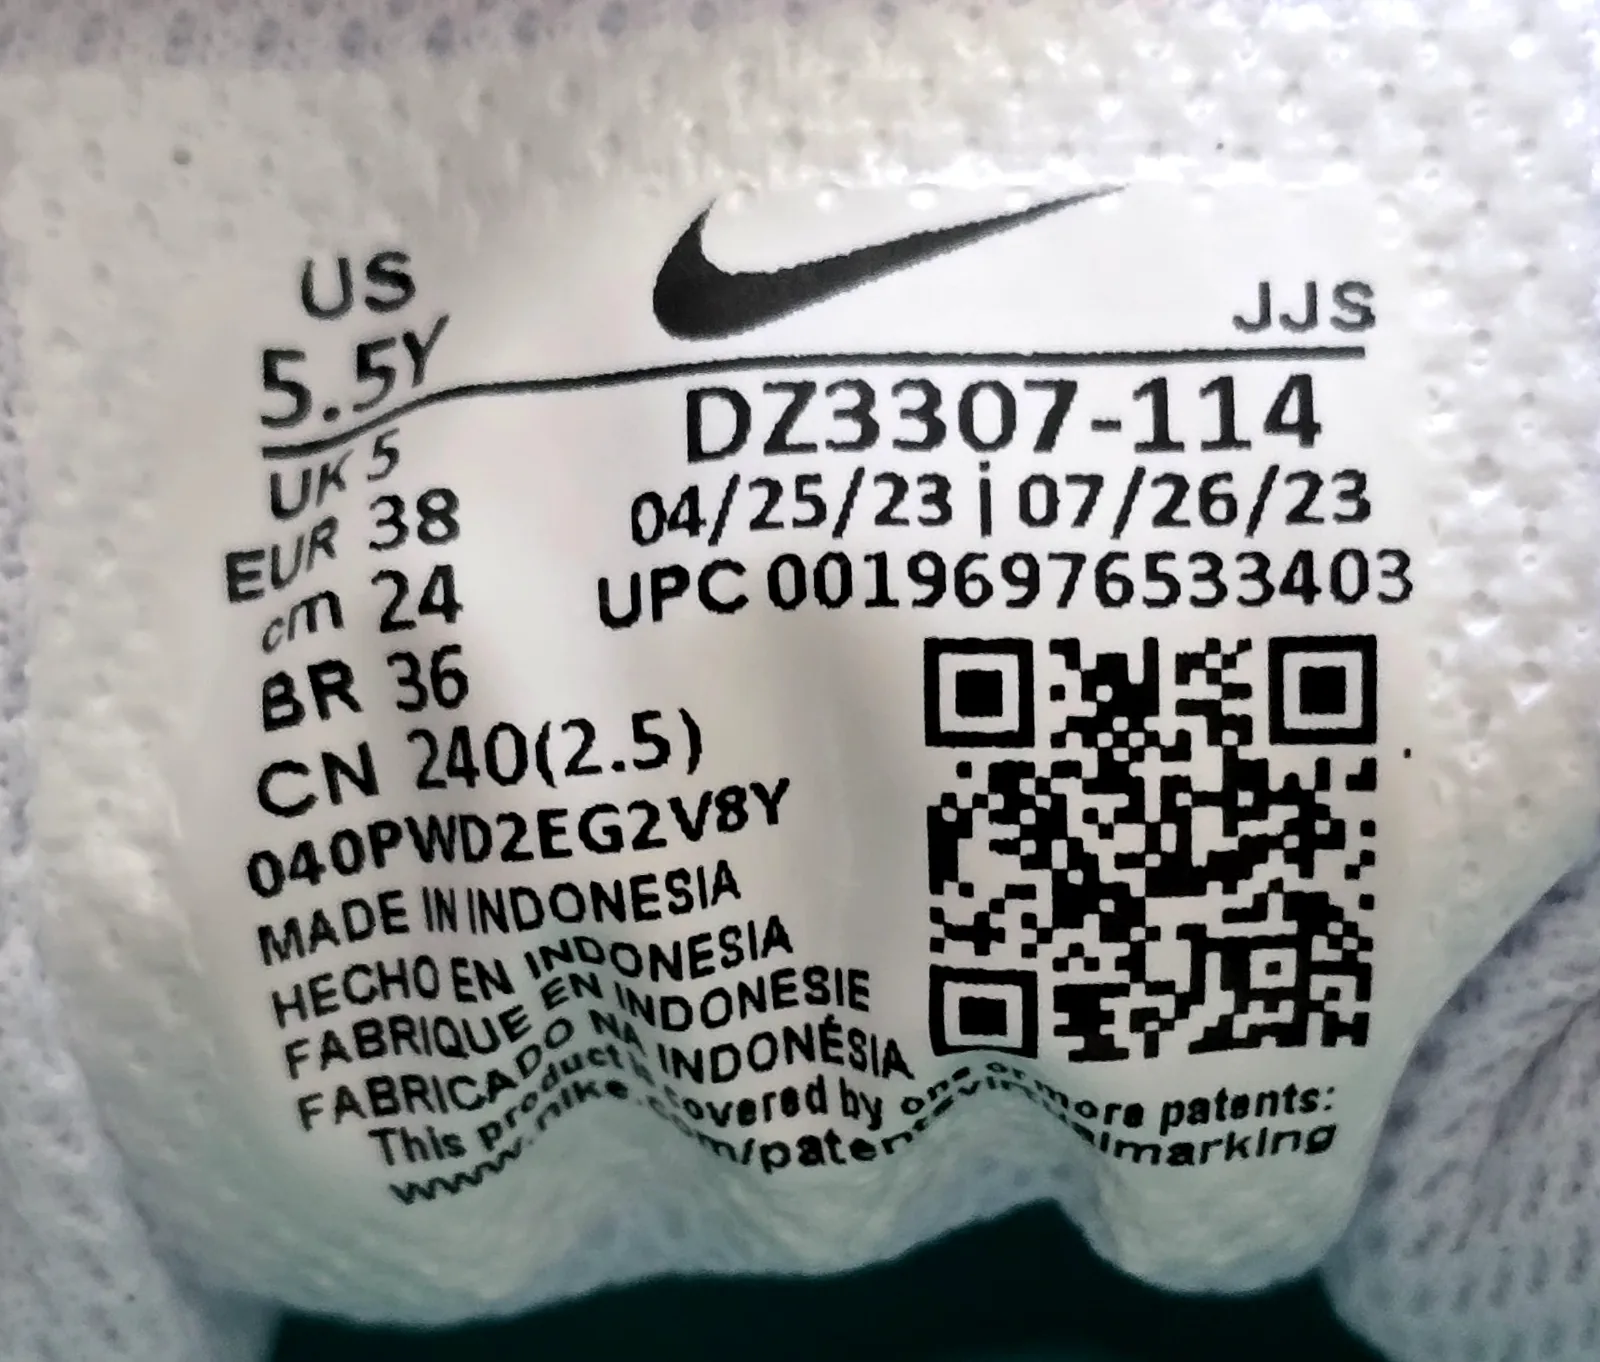 US
5.5Y
JJS
UK 5
EUR 38
cm 24
BR 36
CN 240(2.5)
040PWD2EG2V8Y
DZ3307-114
04/25/23 | 07/26/23
UPC 00196976533403
MADE IN INDONESIA
HECHO EN INDONESIA
FABRIQUE EN INDONESIE
FABRICADO NA INDONÉSIA
This product is covered by one or more patents:
www.nike.com/patentsvirtualmarking